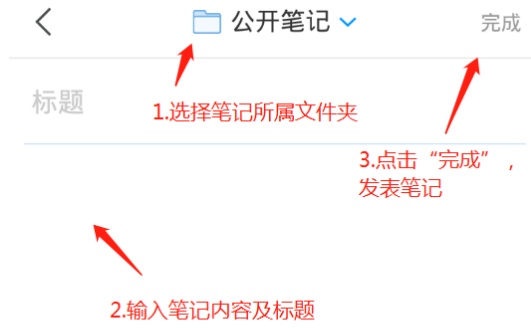 公开笔记
完成
标题
1.选择笔记所属文件夹
3.点击“完成”，
发表笔记
2.输入笔记内容及标题